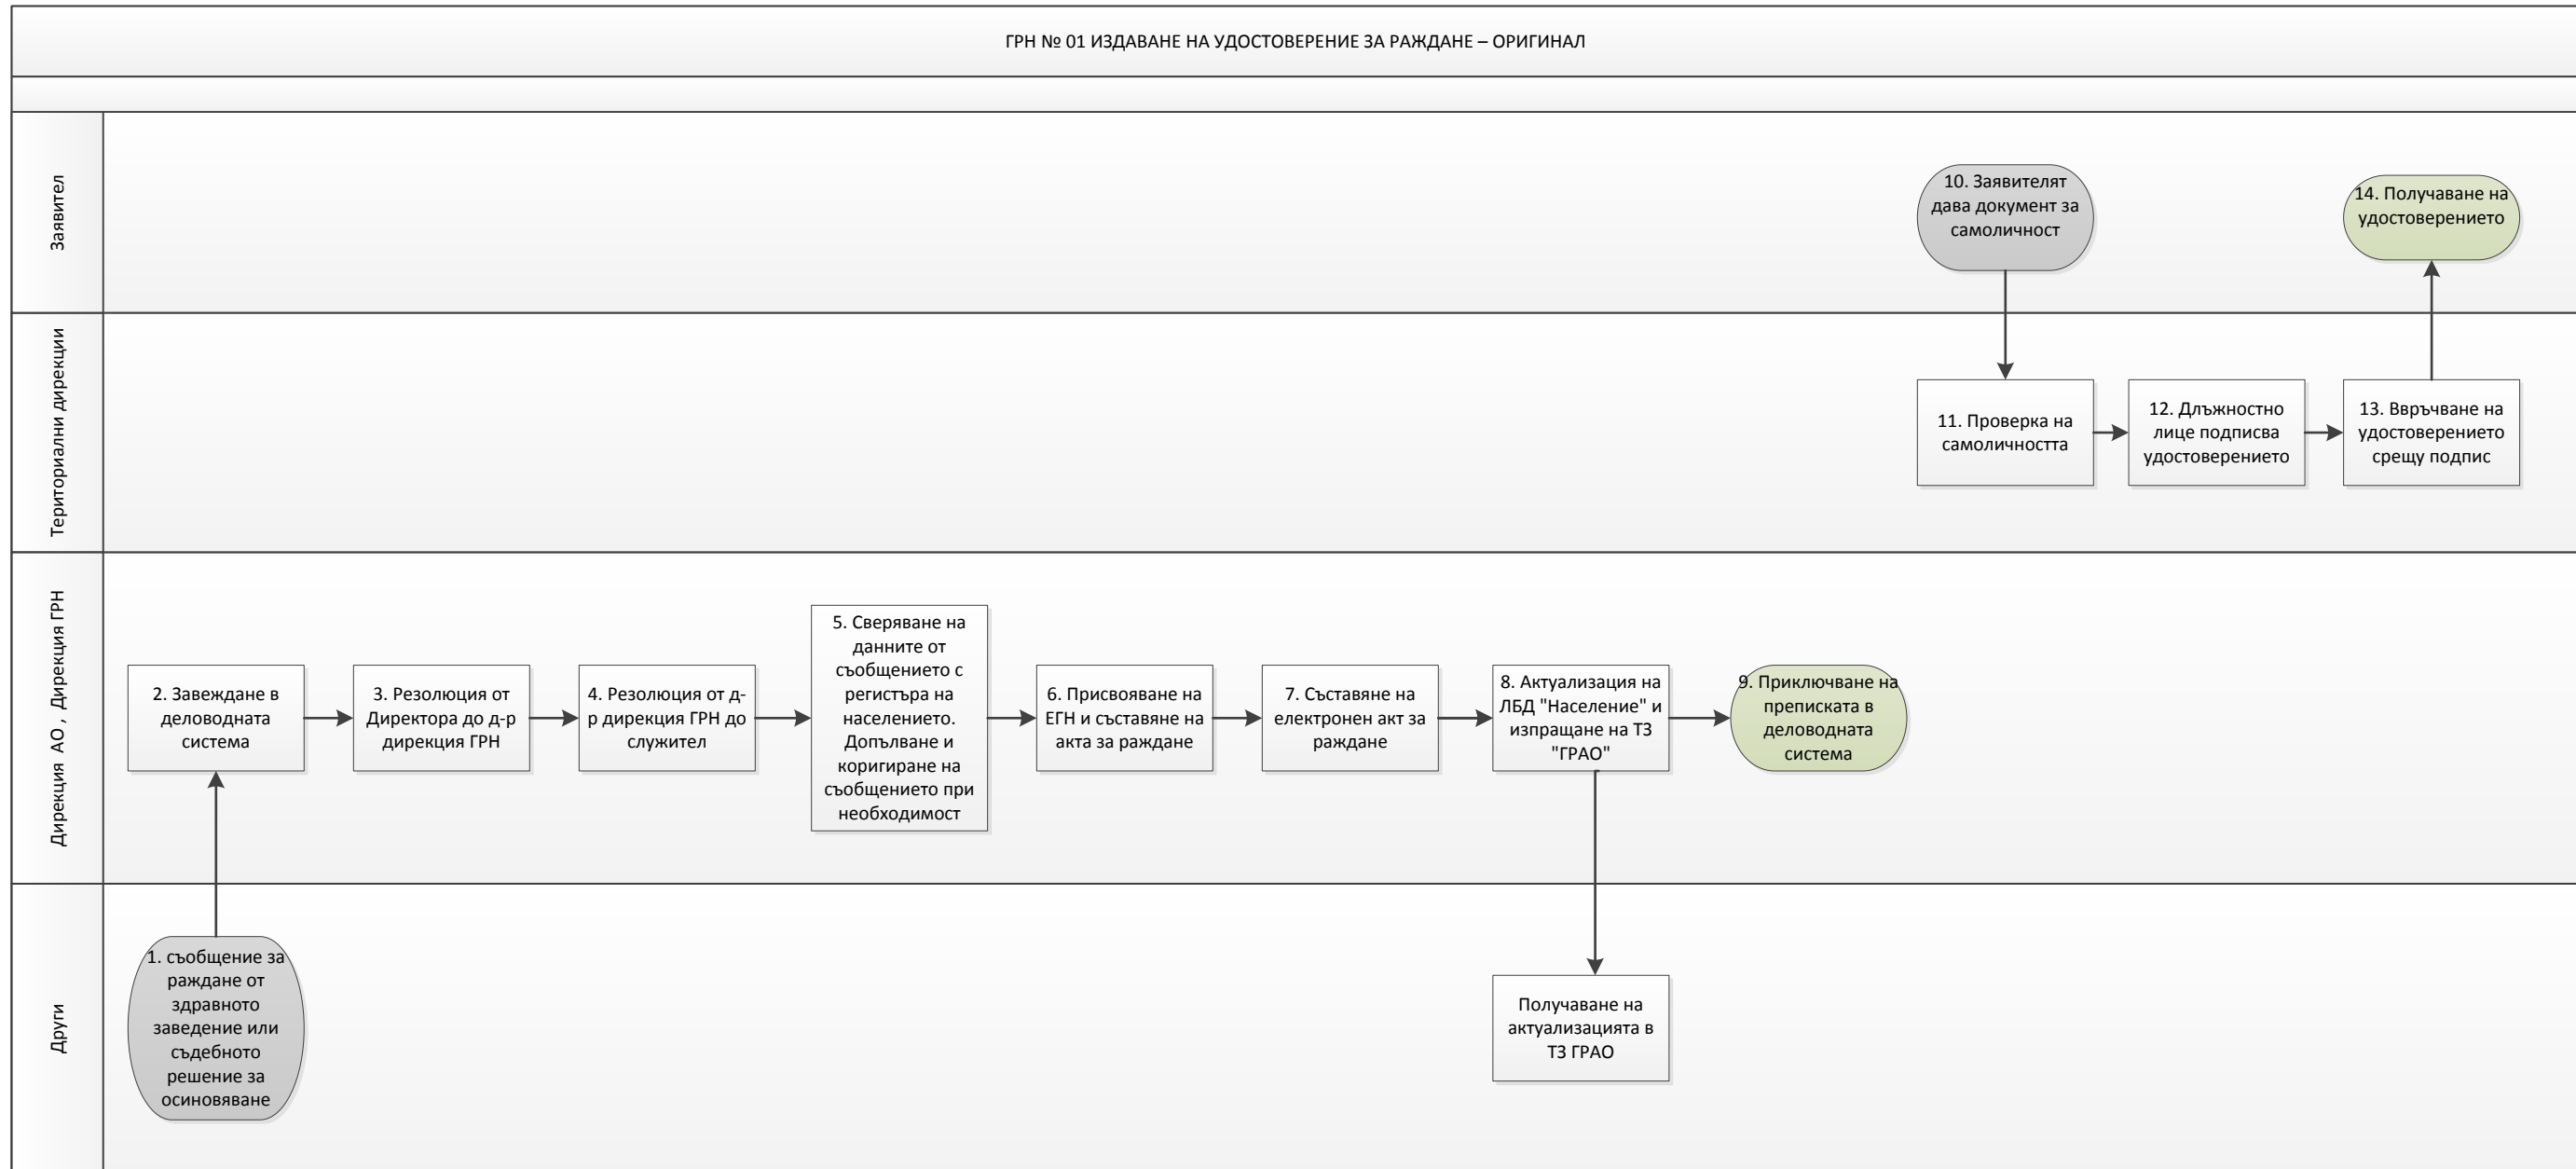 ГРН № 01 ИЗДАВАНЕ НА УДОСТОВЕРЕНИЕ ЗА РАЖДАНЕ – ОРИГИНАЛ
Заявител
10. Заявителят
дава документ за
самоличност
14. Получаване на
удостоверението
Териториални дирекции
11. Проверка на
самоличността
12. Длъжностно
лице подписва
удостоверението
13. Ввръчване на
удостоверението
срещу подпис
Дирекция АО , Дирекция ГРН
2. Завеждане в
деловодната
система
3. Резолюция от
Директора до д-р
дирекция ГРН
4. Резолюция от д-
р дирекция ГРН до
служител
5. Сверяване на
данните от
съобщението с
регистъра на
населението.
Допълване и
коригиране на
съобщението при
необходимост
6. Присвояване на
ЕГН и съставяне на
акта за раждане
7. Съставяне на
електронен акт за
раждане
8. Актуализация на
ЛБД "Население" и
изпращане на ТЗ
"ГРАО"
9. Приключване на
преписката в
деловодната
система
Други
1. съобщение за
раждане от
здравното
заведение или
съдебното
решение за
осиновяване
Получаване на
актуализацията в
ТЗ ГРАО